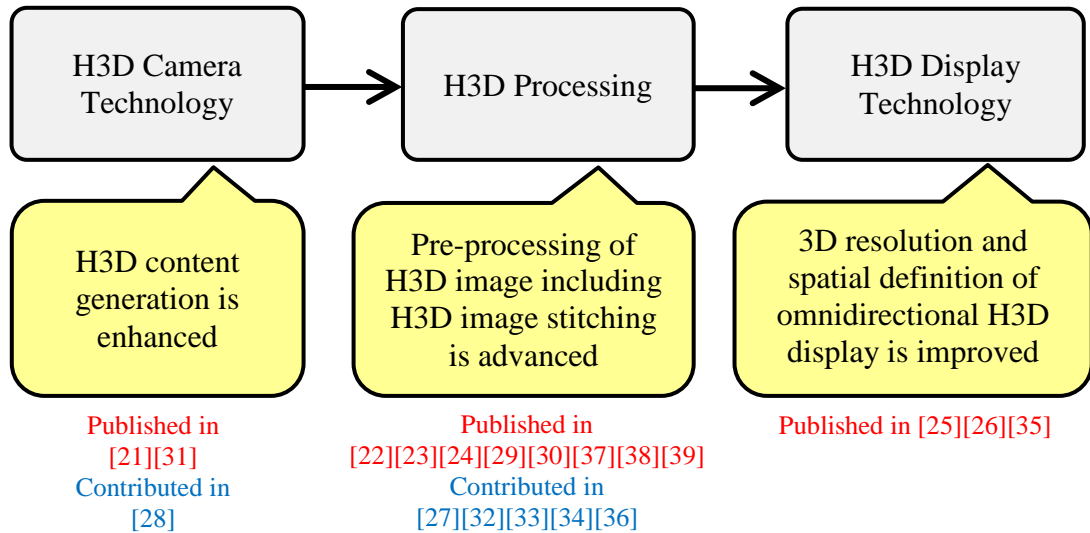 H3D Camera
Technology
H3D Processing
H3D Display
Technology
H3D content
generation is
enhanced
Pre-processing of
H3D image including
H3D image stitching
is advanced
3D resolution and
spatial definition of
omnidirectional H3D
display is improved
Published in
[21][31]
Contributed in
[28]
Published in
[22][23][24][29][30][37][38][39]
Contributed in
[27][32][33][34][36]
Published in [25][26][35]